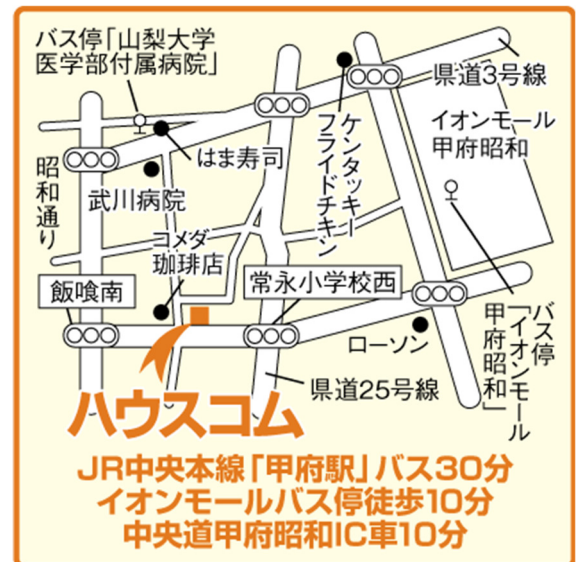 バス停「山梨大学
医学部付属病院」
県道3号線
イオンモール
甲府昭和
はま寿司
ケンタッキー
フライドチキン
昭和通り
武川病院
コメダ
珈琲店
飯喰南
常永小学校西
バス停
「イオンモール
甲府昭和」
ローソン
県道25号線
ハウスコム
JR中央本線「甲府駅」バス30分
イオンモールバス停徒歩10分
中央道甲府昭和IC車10分